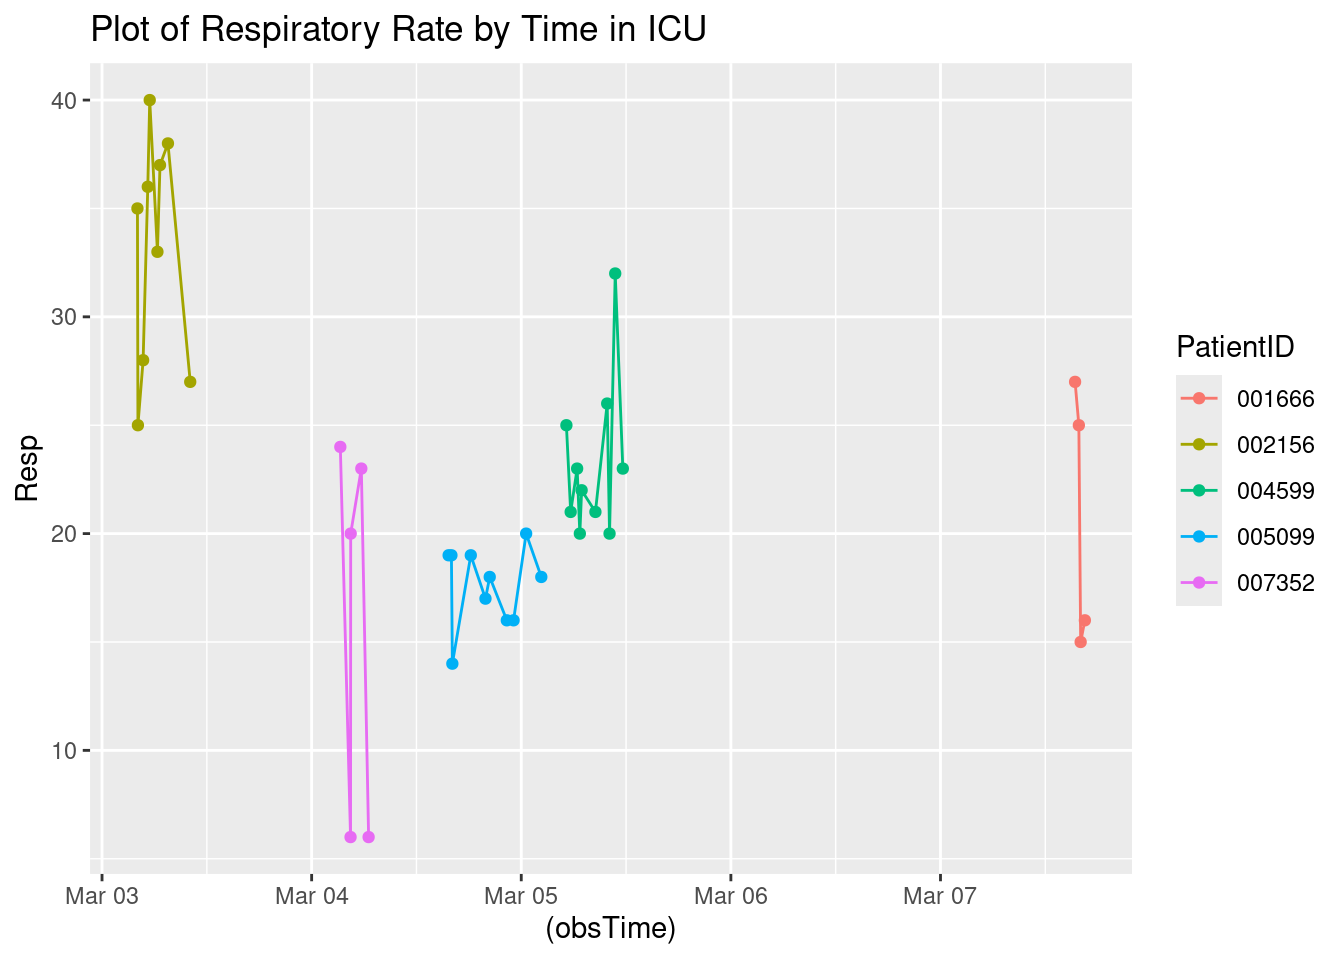 Plot of Respiratory Rate by Time in ICU
40
30
20
10
Resp
Mar 03 Mar 04 Mar 05 Mar 06 Mar 07
(obsTime)
PatientID
001666
002156
004599
005099
007352